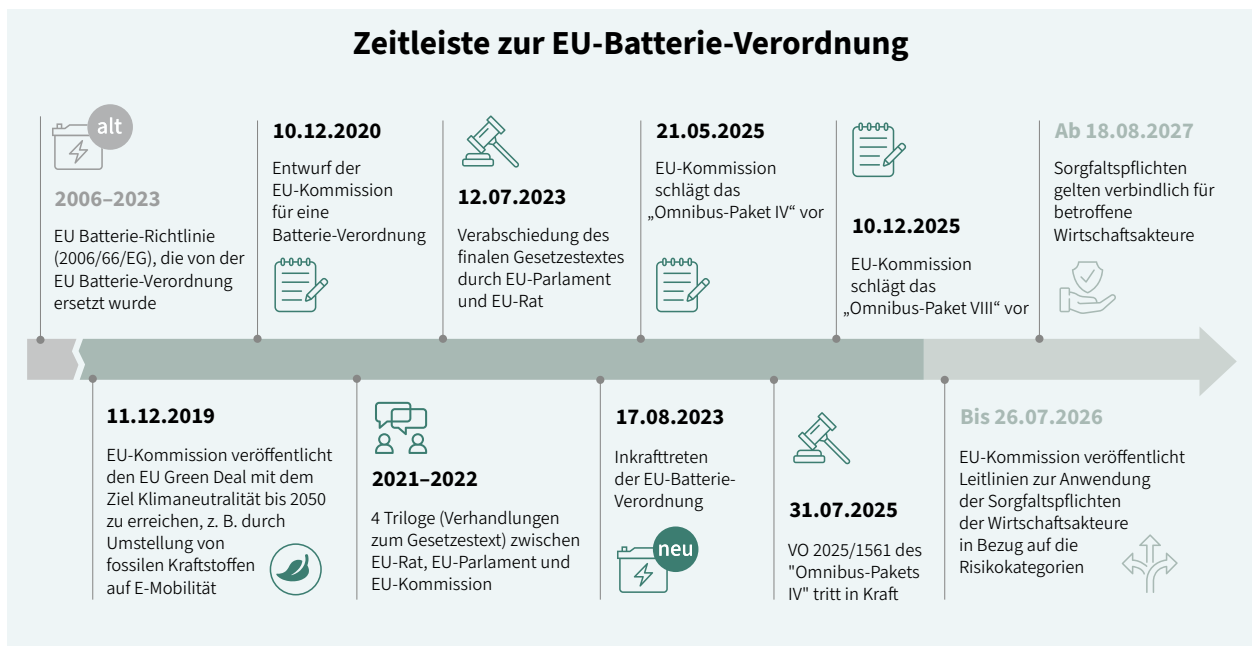 Zeitleiste zur EU-Batterie-Verordnung
alt
2006–2023
EU Batterie-Richtlinie
(2006/66/EG), die von der
EU Batterie-Verordnung
ersetzt wurde
10.12.2020
Entwurf der
EU-Kommission
für eine
Batterie-Verordnung
12.07.2023
Verabschiedung des
finalen Gesetzestextes
durch EU-Parlament
und EU-Rat
21.05.2025
EU-Kommission
schlägt das
„Omnibus-Paket IV“ vor
10.12.2025
EU-Kommission
schlägt das
„Omnibus-Paket VIII“ vor
Ab 18.08.2027
Sorgfaltspflichten
gelten verbindlich für
betroffene
Wirtschaftsakteure
11.12.2019
EU-Kommission veröffentlicht
den EU Green Deal mit dem
Ziel Klimaneutralität bis 2050
zu erreichen, z. B. durch
Umstellung von
fossilen Kraftstoffen
auf E-Mobilität
2021–2022
4 Triloge (Verhandlungen
zum Gesetzestext) zwischen
EU-Rat, EU-Parlament und
EU-Kommission
17.08.2023
Inkrafttreten
der EU-Batterie-
Verordnung
neu
31.07.2025
VO 2025/1561 des
"Omnibus-Pakets
IV" tritt in Kraft
Bis 26.07.2026
EU-Kommission veröffentlicht
Leitlinien zur Anwendung
der Sorgfaltspflichten
der Wirtschaftsakteure
in Bezug auf die
Risikokategorien